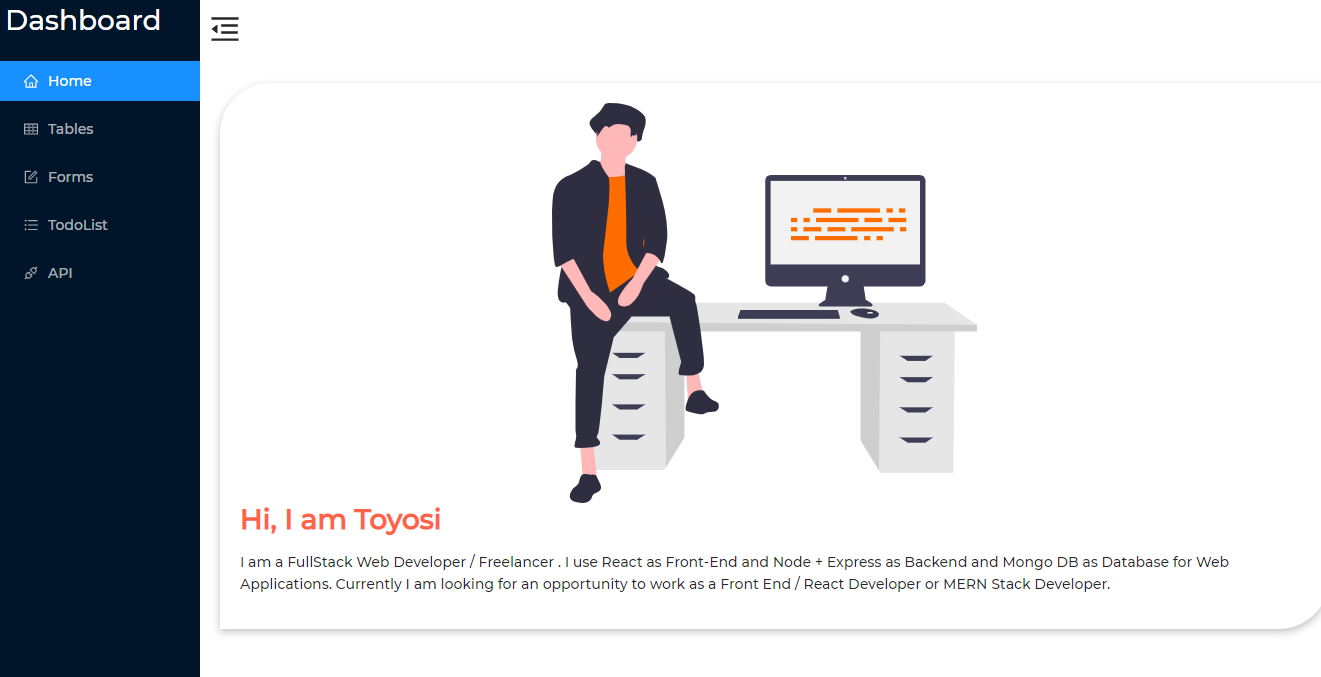 Dashboard
Home
Tables
Forms
TodoList
API
Hi, I am Toyosi
I am a FullStack Web Developer / Freelancer . I use React as Front-End and Node + Express as Backend and Mongo DB as Database for Web
Applications. Currently I am looking for an opportunity to work as a Front End / React Developer or MERN Stack Developer.